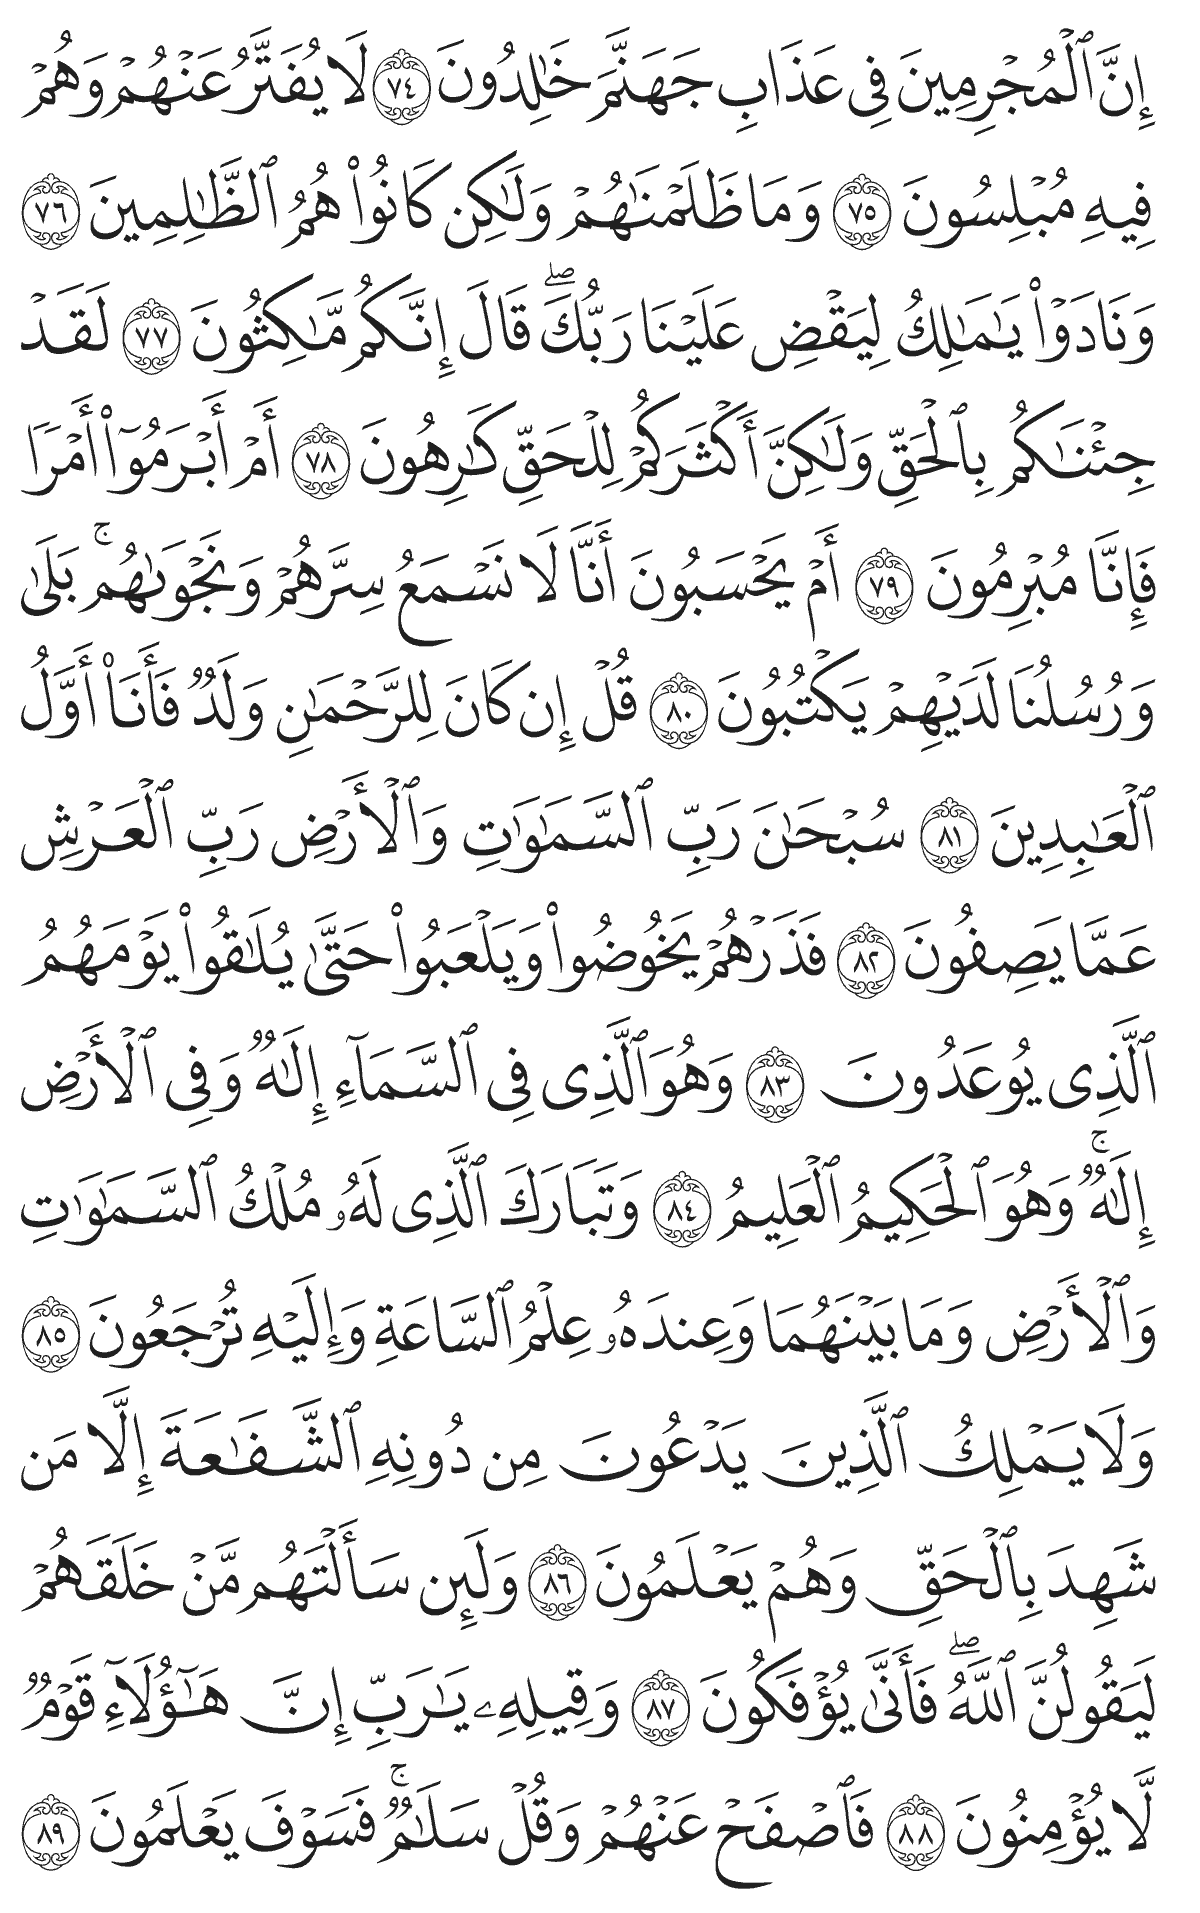 إِنَّ ٱلْمُجْرِمِينَ فِى عَذَابِ جَهَنَّمَ خَٰلِدُونَ ٧٤ لَا يُفَتَّرُ عَنْهُمْ وَهُمْ
فِيهِ مُبْلِسُونَ ٧٥ وَمَا ظَلَمْنَٰهُمْ وَلَٰكِن كَانُوا۟ هُمُ ٱلظَّٰلِمِينَ ٧٦
وَنَادَوْا۟ يَٰمَٰلِكُ لِيَقْضِ عَلَيْنَا رَبُّكَ ۖ قَالَ إِنَّكُم مَّٰكِثُونَ ٧٧ لَقَدْ
جِئْنَٰكُم بِٱلْحَقِّ وَلَٰكِنَّ أَكْثَرَكُمْ لِلْحَقِّ كَٰرِهُونَ ٧٨ أَمْ أَبْرَمُوٓا۟ أَمْرًا
فَإِنَّا مُبْرِمُونَ ٧٩ أَمْ يَحْسَبُونَ أَنَّا لَا نَسْمَعُ سِرَّهُمْ وَنَجْوَىٰهُم ۚ بَلَىٰ
وَرُسُلُنَا لَدَيْهِمْ يَكْتُبُونَ ٨٠ قُلْ إِن كَانَ لِلرَّحْمَٰنِ وَلَدٌ فَأَنَا۠ أَوَّلُ
ٱلْعَٰبِدِينَ ٨١ سُبْحَٰنَ رَبِّ ٱلسَّمَٰوَٰتِ وَٱلْأَرْضِ رَبِّ ٱلْعَرْشِ
عَمَّا يَصِفُونَ ٨٢ فَذَرْهُمْ يَخُوضُوا۟ وَيَلْعَبُوا۟ حَتَّىٰ يُلَٰقُوا۟ يَوْمَهُمُ
ٱلَّذِى يُوعَدُونَ ٨٣ وَهُوَ ٱلَّذِى فِى ٱلسَّمَآءِ إِلَٰهٌ وَفِى ٱلْأَرْضِ
إِلَٰهٌ ۚ وَهُوَ ٱلْحَكِيمُ ٱلْعَلِيمُ ٨٤ وَتَبَارَكَ ٱلَّذِى لَهُۥ مُلْكُ ٱلسَّمَٰوَٰتِ
وَٱلْأَرْضِ وَمَا بَيْنَهُمَا وَعِندَهُۥ عِلْمُ ٱلسَّاعَةِ وَإِلَيْهِ تُرْجَعُونَ ٨٥
وَلَا يَمْلِكُ ٱلَّذِينَ يَدْعُونَ مِن دُونِهِ ٱلشَّفَٰعَةَ إِلَّا مَن
شَهِدَ بِٱلْحَقِّ وَهُمْ يَعْلَمُونَ ٨٦ وَلَئِن سَأَلْتَهُم مَّنْ خَلَقَهُمْ
لَيَقُولُنَّ ٱللَّهُ ۖ فَأَنَّىٰ يُؤْفَكُونَ ٨٧ وَقِيلِهِۦ يَٰرَبِّ إِنَّ هَٰٓؤُلَآءِ قَوْمٌ
لَّا يُؤْمِنُونَ ٨٨ فَٱصْفَحْ عَنْهُمْ وَقُلْ سَلَٰمٌ ۚ فَسَوْفَ يَعْلَمُونَ ٨٩